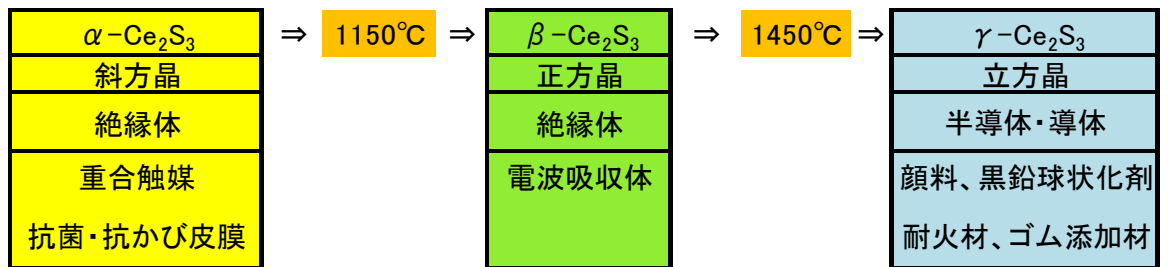 α-Ce₂S₃ ⇒ 1150℃ ⇒ β-Ce₂S₃ ⇒ 1450℃ ⇒ γ-Ce₂S₃
斜方晶 正方晶 立方晶
絶縁体 絶縁体 半導体・導体
重合触媒 電波吸収体 顔料、黒鉛球状化剤
抗菌・抗かび皮膜 耐火材、ゴム添加材